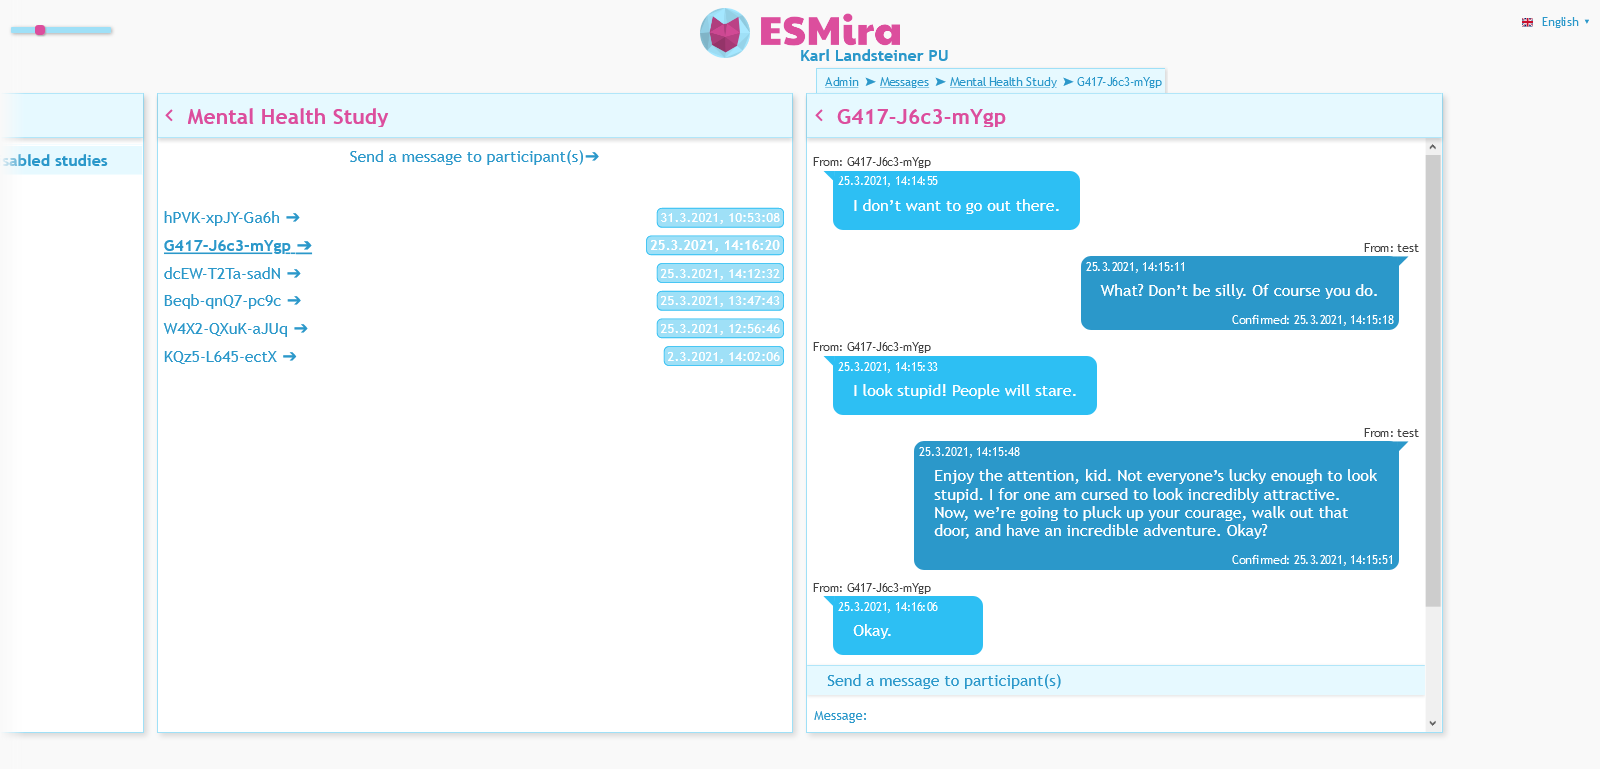 ESMira
Karl Landsteiner PU
English
Admin ➤ Messages ➤ Mental Health Study ➤ G417-J6c3-mYgp
sabled studies
Mental Health Study
Send a message to participant(s)➔
hPVK-xpJY-Ga6h ➔ 31.3.2021, 10:53:08
G417-J6c3-mYgp ➔ 25.3.2021, 14:16:20
dcEW-T2Ta-sadN ➔ 25.3.2021, 14:12:32
Beqb-qnQ7-pc9c ➔ 25.3.2021, 13:47:43
W4X2-QXuK-aJUq ➔ 25.3.2021, 12:56:46
KQz5-L645-ectX ➔ 2.3.2021, 14:02:06
G417-J6c3-mYgp
From: G417-J6c3-mYgp
25.3.2021, 14:14:55
I don’t want to go out there.
From: test
25.3.2021, 14:15:11
What? Don’t be silly. Of course you do.
Confirmed: 25.3.2021, 14:15:18
From: G417-J6c3-mYgp
25.3.2021, 14:15:33
I look stupid! People will stare.
From: test
25.3.2021, 14:15:48
Enjoy the attention, kid. Not everyone’s lucky enough to look
stupid. I for one am cursed to look incredibly attractive.
Now, we’re going to pluck up your courage, walk out that
door, and have an incredible adventure. Okay?
Confirmed: 25.3.2021, 14:15:51
From: G417-J6c3-mYgp
25.3.2021, 14:16:06
Okay.
Send a message to participant(s)
Message: